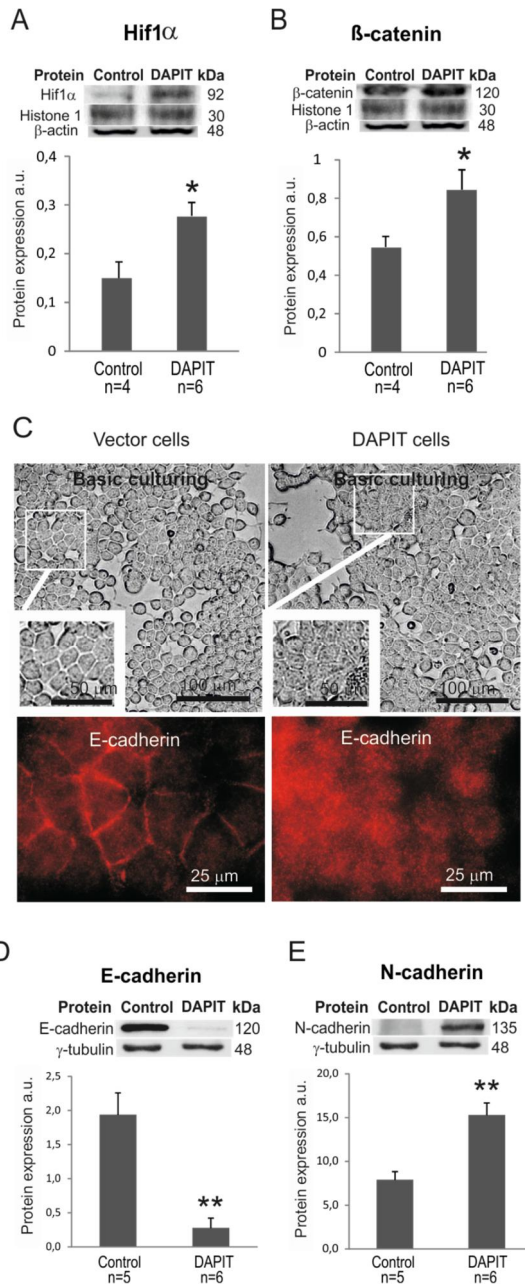 A
Hif1α
Protein Control DAPIT kDa
Hif1α 92
Histone 1 30
β-actin 48
Protein expression a.u.
0,4
0,3
0,2
0,1
0
*
Control
n=4
DAPIT
n=6
B
ß-catenin
Protein Control DAPIT kDa
β-catenin 120
Histone 1 30
β-actin 48
Protein expression a.u.
1
0,8
0,6
0,4
0,2
0
*
Control
n=4
DAPIT
n=6
C
Vector cells
DAPIT cells
Basic culturing
Basic culturing
50 μm
100 μm
50 μm
100 μm
E-cadherin
E-cadherin
25 μm
25 μm
D
E-cadherin
Protein Control DAPIT kDa
E-cadherin 120
γ-tubulin 48
Protein expression a.u.
2,5
2,0
1,5
1,0
0,5
0,0
**
Control
n=5
DAPIT
n=6
E
N-cadherin
Protein Control DAPIT kDa
N-cadherin 135
γ-tubulin 48
Protein expression a.u.
20,0
15,0
10,0
5,0
0,0
**
Control
n=5
DAPIT
n=6